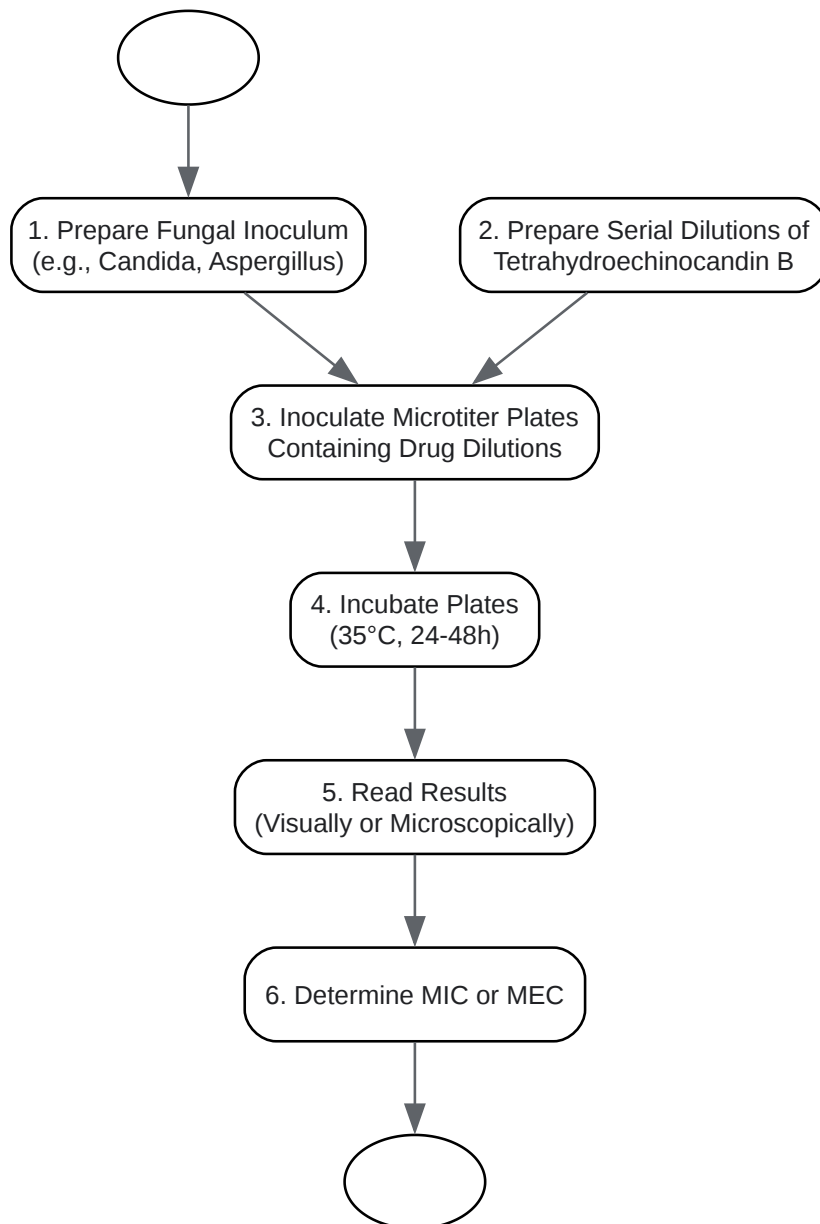 1. Prepare Fungal Inoculum
(e.g., Candida, Aspergillus)
2. Prepare Serial Dilutions of
Tetrahydroechinocandin B
3. Inoculate Microtiter Plates
Containing Drug Dilutions
4. Incubate Plates
(35°C, 24-48h)
5. Read Results
(Visually or Microscopically)
6. Determine MIC or MEC